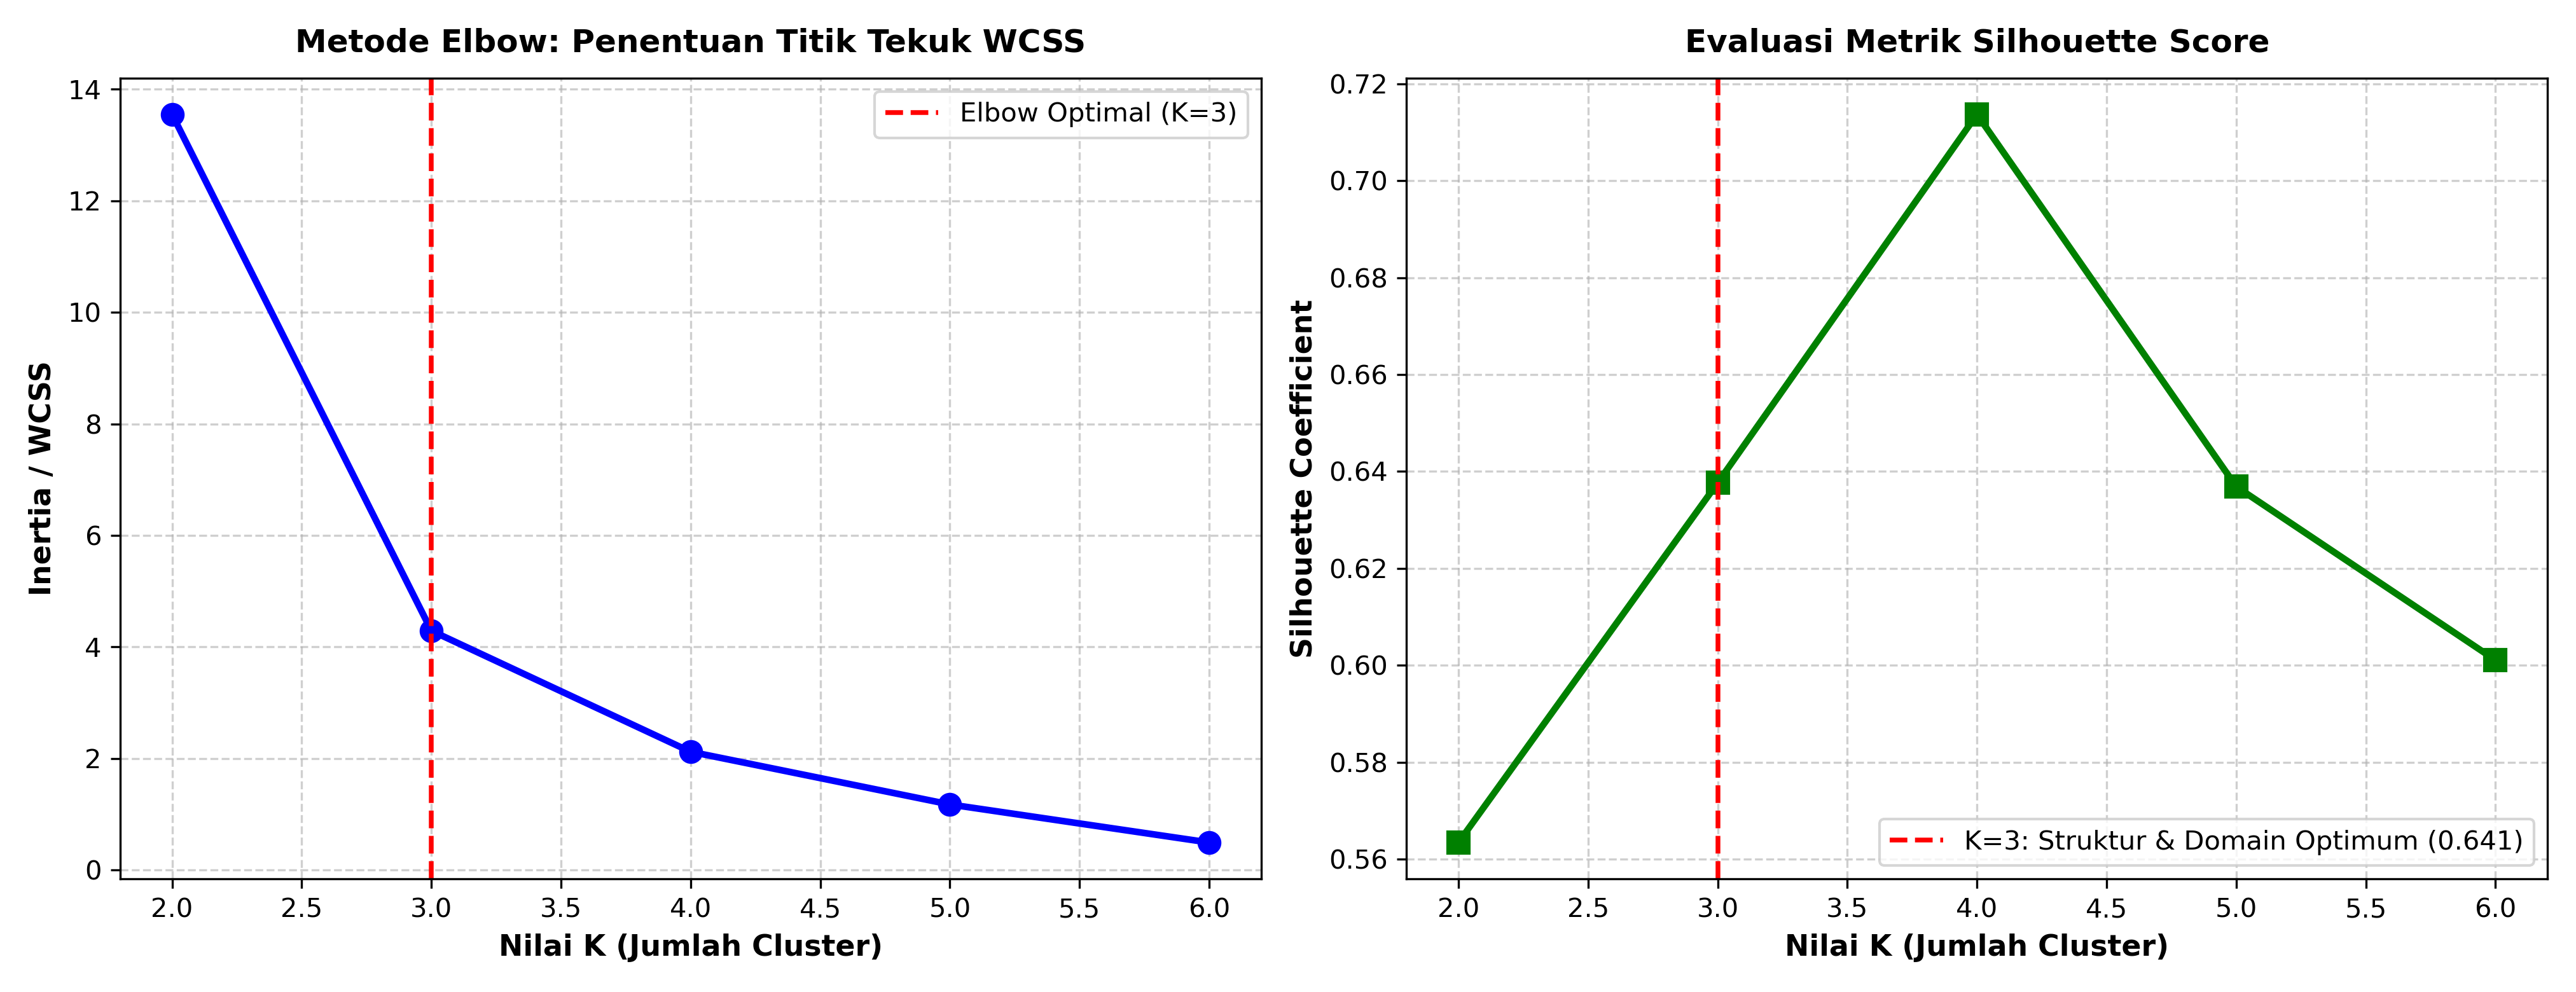 Metode Elbow: Penentuan Titik Tekuk WCSS
14
12
10
8
6
4
2
0
Inertia / WCSS
Elbow Optimal (K=3)
2.0 2.5 3.0 3.5 4.0 4.5 5.0 5.5 6.0
Nilai K (Jumlah Cluster)
Evaluasi Metrik Silhouette Score
0.72
0.70
0.68
0.66
0.64
0.62
0.60
0.58
0.56
Silhouette Coefficient
K=3: Struktur & Domain Optimum (0.641)
2.0 2.5 3.0 3.5 4.0 4.5 5.0 5.5 6.0
Nilai K (Jumlah Cluster)